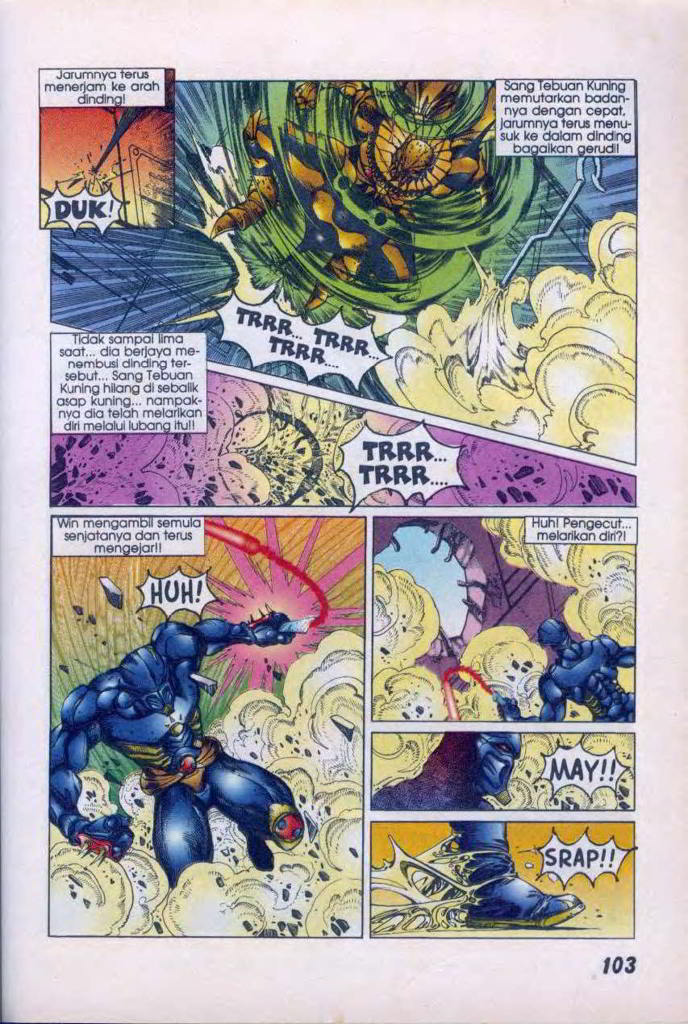 Jarumnya terus
menerjam ke arah
dinding!
DUK!
Sang Tebuan Kuning
memutarkan badan-
nya dengan cepat,
jarumnya terus menu-
suk ke dalam dinding
bagaikan gerudi!
TRRR... TRRR...
TRRR....
Tidak sampai lima
saat... dia berjaya me-
nembusi dinding ter-
sebut... Sang Tebuan
Kuning hilang di sebalik
asap kuning... nampak-
nya dia telah melarikan
diri melalui lubang itu!!
TRRR...
TRRR....
Win mengambil semula
senjatanya dan terus
mengejar!!
HUH!
Huh! Pengecut...
melarikan diri?!
MAY!!
SRAP!!
103